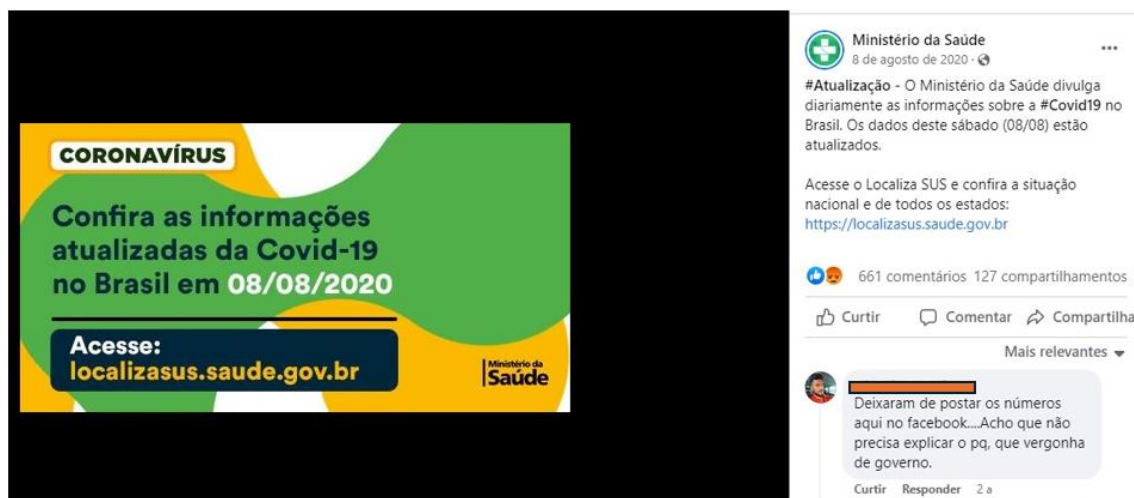 CORONAVÍRUS
Confira as informações
atualizadas da Covid-19
no Brasil em 08/08/2020
Acesse:
localizasus.saude.gov.br
Ministério da
Saúde
Ministério da Saúde
8 de agosto de 2020 ·
#Atualização - O Ministério da Saúde divulga
diariamente as informações sobre a #Covid19 no
Brasil. Os dados deste sábado (08/08) estão
atualizados.
Acesse o Localiza SUS e confira a situação
nacional e de todos os estados:
https://localizasus.saude.gov.br
661 comentários 127 compartilhamentos
Curtir Comentar Compartilha
Mais relevantes
Deixaram de postar os números
aqui no facebook....Acho que não
precisa explicar o pq, que vergonha
de governo.
Curtir Responder 2 a